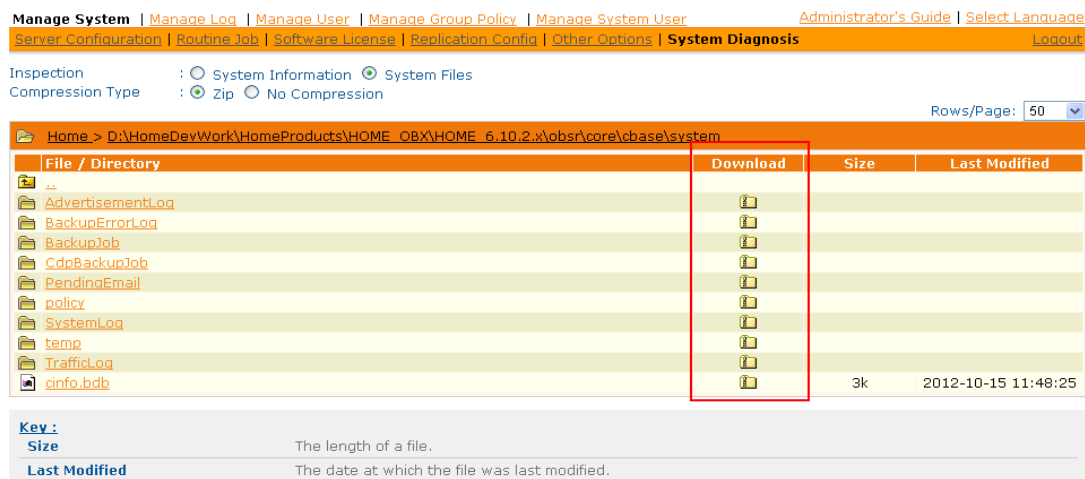 Manage System | Manage Log | Manage User | Manage Group Policy | Manage System User Administrator's Guide | Select Language
Server Configuration | Routine Job | Software License | Replication Config | Other Options | System Diagnosis Logout
Inspection : System Information System Files
Compression Type : Zip No Compression
Rows/Page: 50
Home > D:\HomeDevWork\HomeProducts\HOME_OBX\HOME_6.10.2.x\obsr\core\cbase\system
File / Directory Download Size Last Modified
..
AdvertisementLog
BackupErrorLog
BackupJob
CdpBackupJob
PendingEmail
policy
SystemLog
temp
TrafficLog
cinfo.bdb 3k 2012-10-15 11:48:25
Key :
Size The length of a file.
Last Modified The date at which the file was last modified.